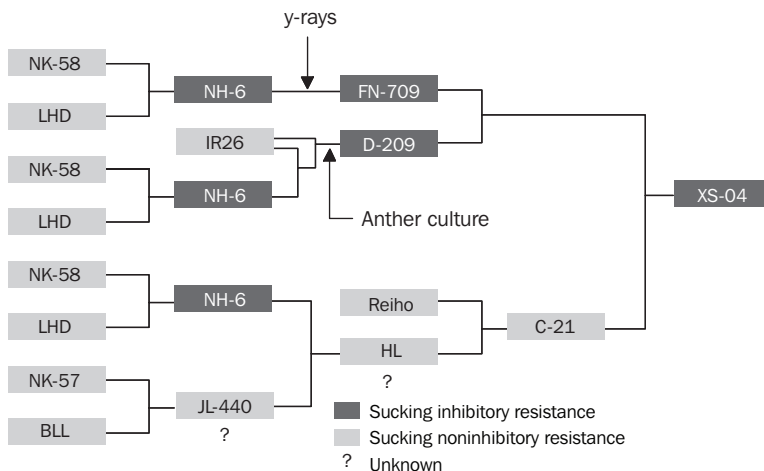 y-rays
NK-58
NH-6
FN-709
LHD
IR26
D-209
NK-58
NH-6
XS-04
LHD
Anther culture
NK-58
NH-6
Reiho
LHD
C-21
HL
?
NK-57
JL-440
?
BLL
Sucking inhibitory resistance
Sucking noninhibitory resistance
? Unknown